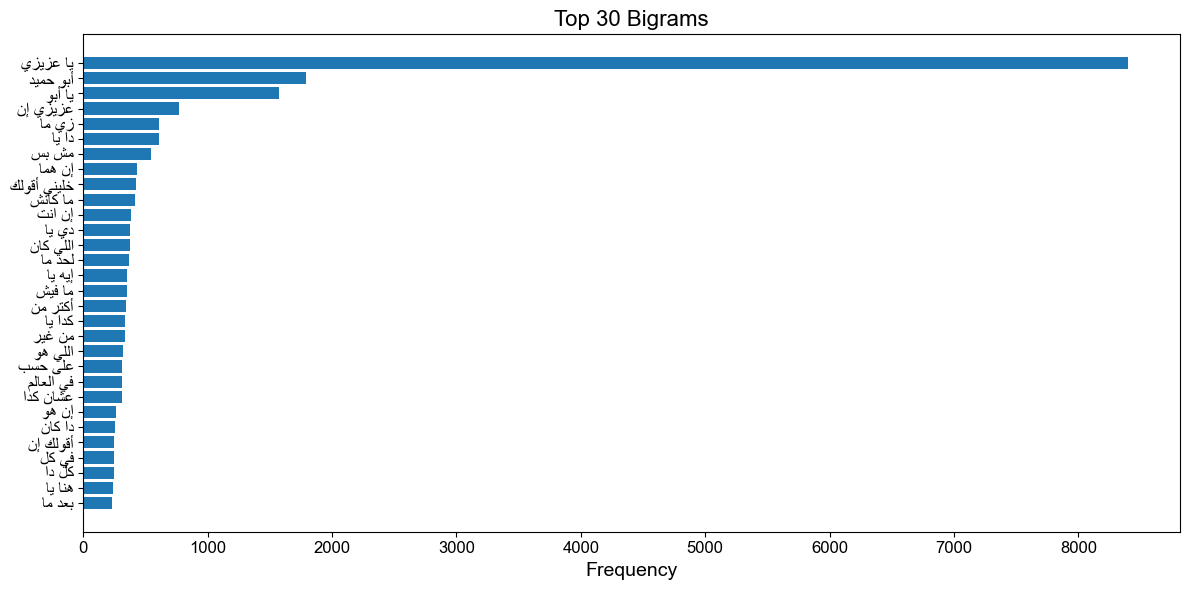 Top 30 Bigrams
يا عزيزي
أبو حميد
يا أبو
عزيزي إن
زي ما
دا يا
مش بس
إن هما
خليني أقولك
ما كانش
إن انت
دي يا
اللي كان
لحد ما
إيه يا
ما فيش
أكتر من
كدا يا
من غير
اللي هو
على حسب
في العالم
عشان كدا
إن هو
دا كان
أقولك إن
في كل
كل دا
هنا يا
بعد ما
0 1000 2000 3000 4000 5000 6000 7000 8000
Frequency